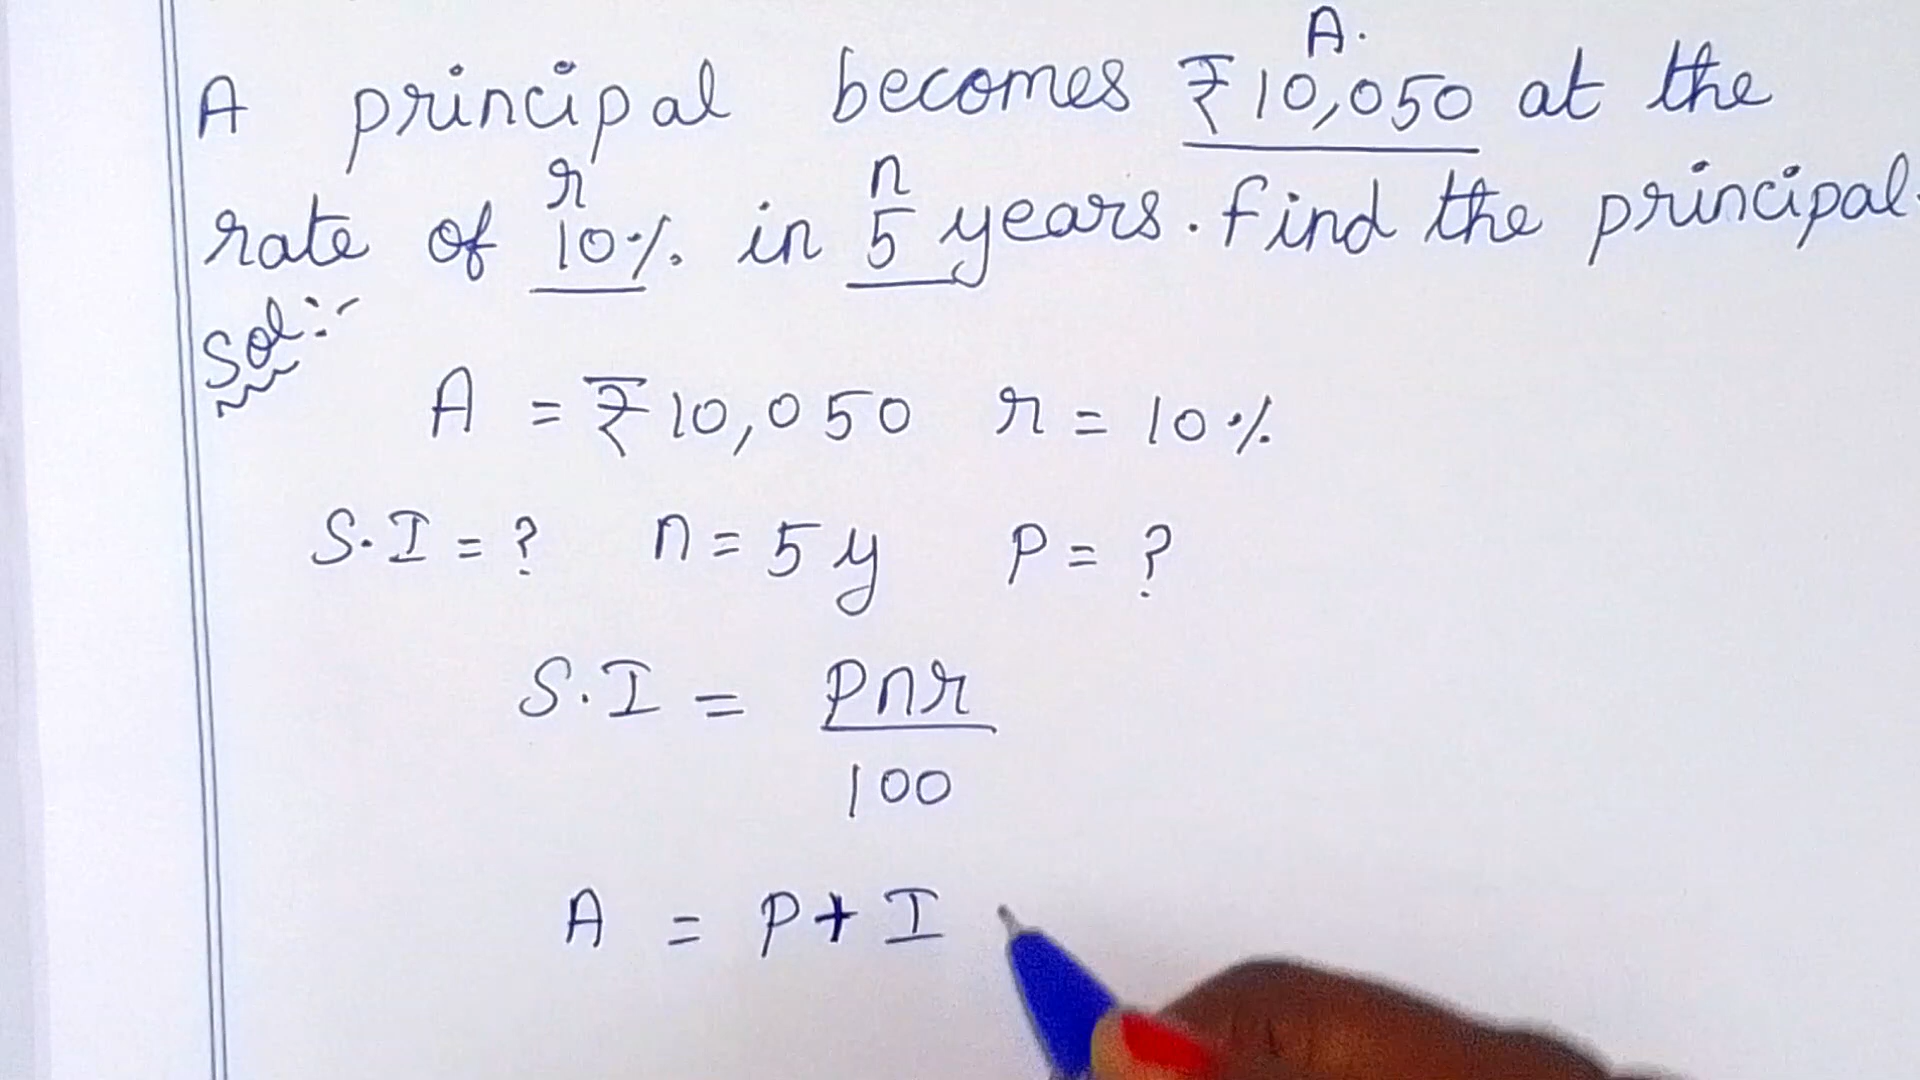 A.
A principal becomes ₹10,050 at the
r n
rate of 10%. in 5 years. Find the principal.
Sol:-
A = ₹10,050 r = 10%
S.I = ? n = 5 y P = ?
S.I = Pnr
100
A = P + I